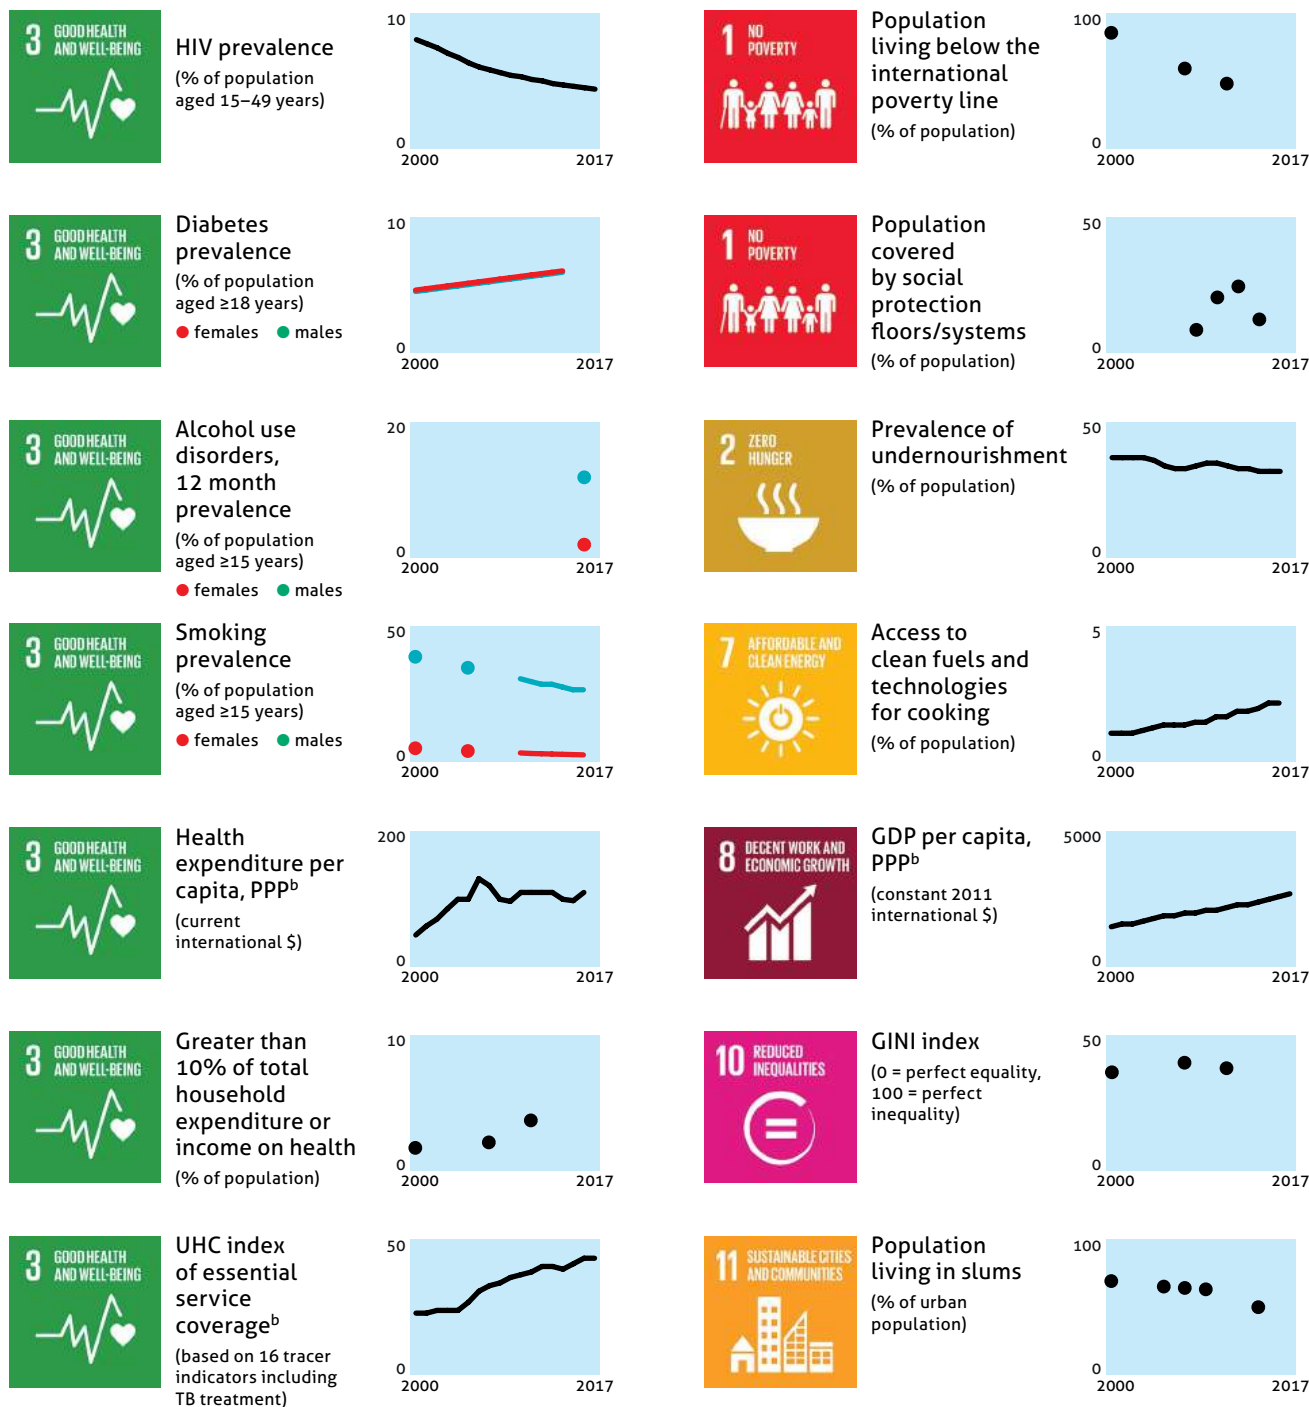 3 GOOD HEALTH
AND WELL-BEING
HIV prevalence
(% of population
aged 15–49 years)
10
0
2000 2017
3 GOOD HEALTH
AND WELL-BEING
Diabetes
prevalence
(% of population
aged ≥18 years)
● females ● males
10
0
2000 2017
3 GOOD HEALTH
AND WELL-BEING
Alcohol use
disorders,
12 month
prevalence
(% of population
aged ≥15 years)
● females ● males
20
0
2000 2017
3 GOOD HEALTH
AND WELL-BEING
Smoking
prevalence
(% of population
aged ≥15 years)
● females ● males
50
0
2000 2017
3 GOOD HEALTH
AND WELL-BEING
Health
expenditure per
capita, PPPᵇ
(current
international $)
200
0
2000 2017
3 GOOD HEALTH
AND WELL-BEING
Greater than
10% of total
household
expenditure or
income on health
(% of population)
10
0
2000 2017
3 GOOD HEALTH
AND WELL-BEING
UHC index
of essential
service
coverageᵇ
(based on 16 tracer
indicators including
TB treatment)
50
0
2000 2017
1 NO
POVERTY
Population
living below the
international
poverty line
(% of population)
100
0
2000 2017
1 NO
POVERTY
Population
covered
by social
protection
floors/systems
(% of population)
50
0
2000 2017
2 ZERO
HUNGER
Prevalence of
undernourishment
(% of population)
50
0
2000 2017
7 AFFORDABLE AND
CLEAN ENERGY
Access to
clean fuels and
technologies
for cooking
(% of population)
5
0
2000 2017
8 DECENT WORK AND
ECONOMIC GROWTH
GDP per capita,
PPPᵇ
(constant 2011
international $)
5000
0
2000 2017
10 REDUCED
INEQUALITIES
GINI index
(0 = perfect equality,
100 = perfect
inequality)
50
0
2000 2017
11 SUSTAINABLE CITIES
AND COMMUNITIES
Population
living in slums
(% of urban
population)
100
0
2000 2017